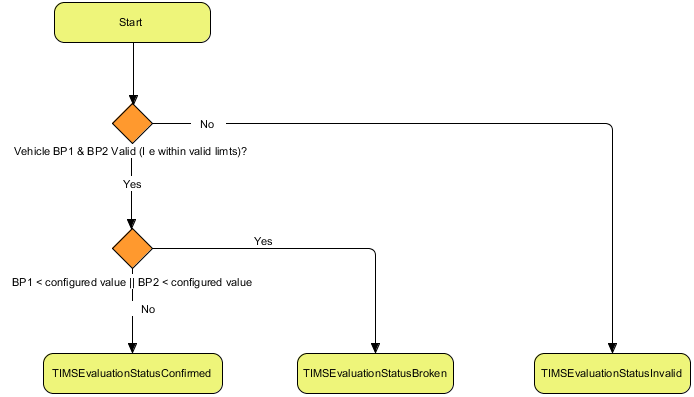 Start
No
Vehicle BP1 & BP2 Valid (I e within valid limts)?
Yes
Yes
BP1 < configured value || BP2 < configured value
No
TIMSEvaluationStatusConfirmed
TIMSEvaluationStatusBroken
TIMSEvaluationStatusInvalid